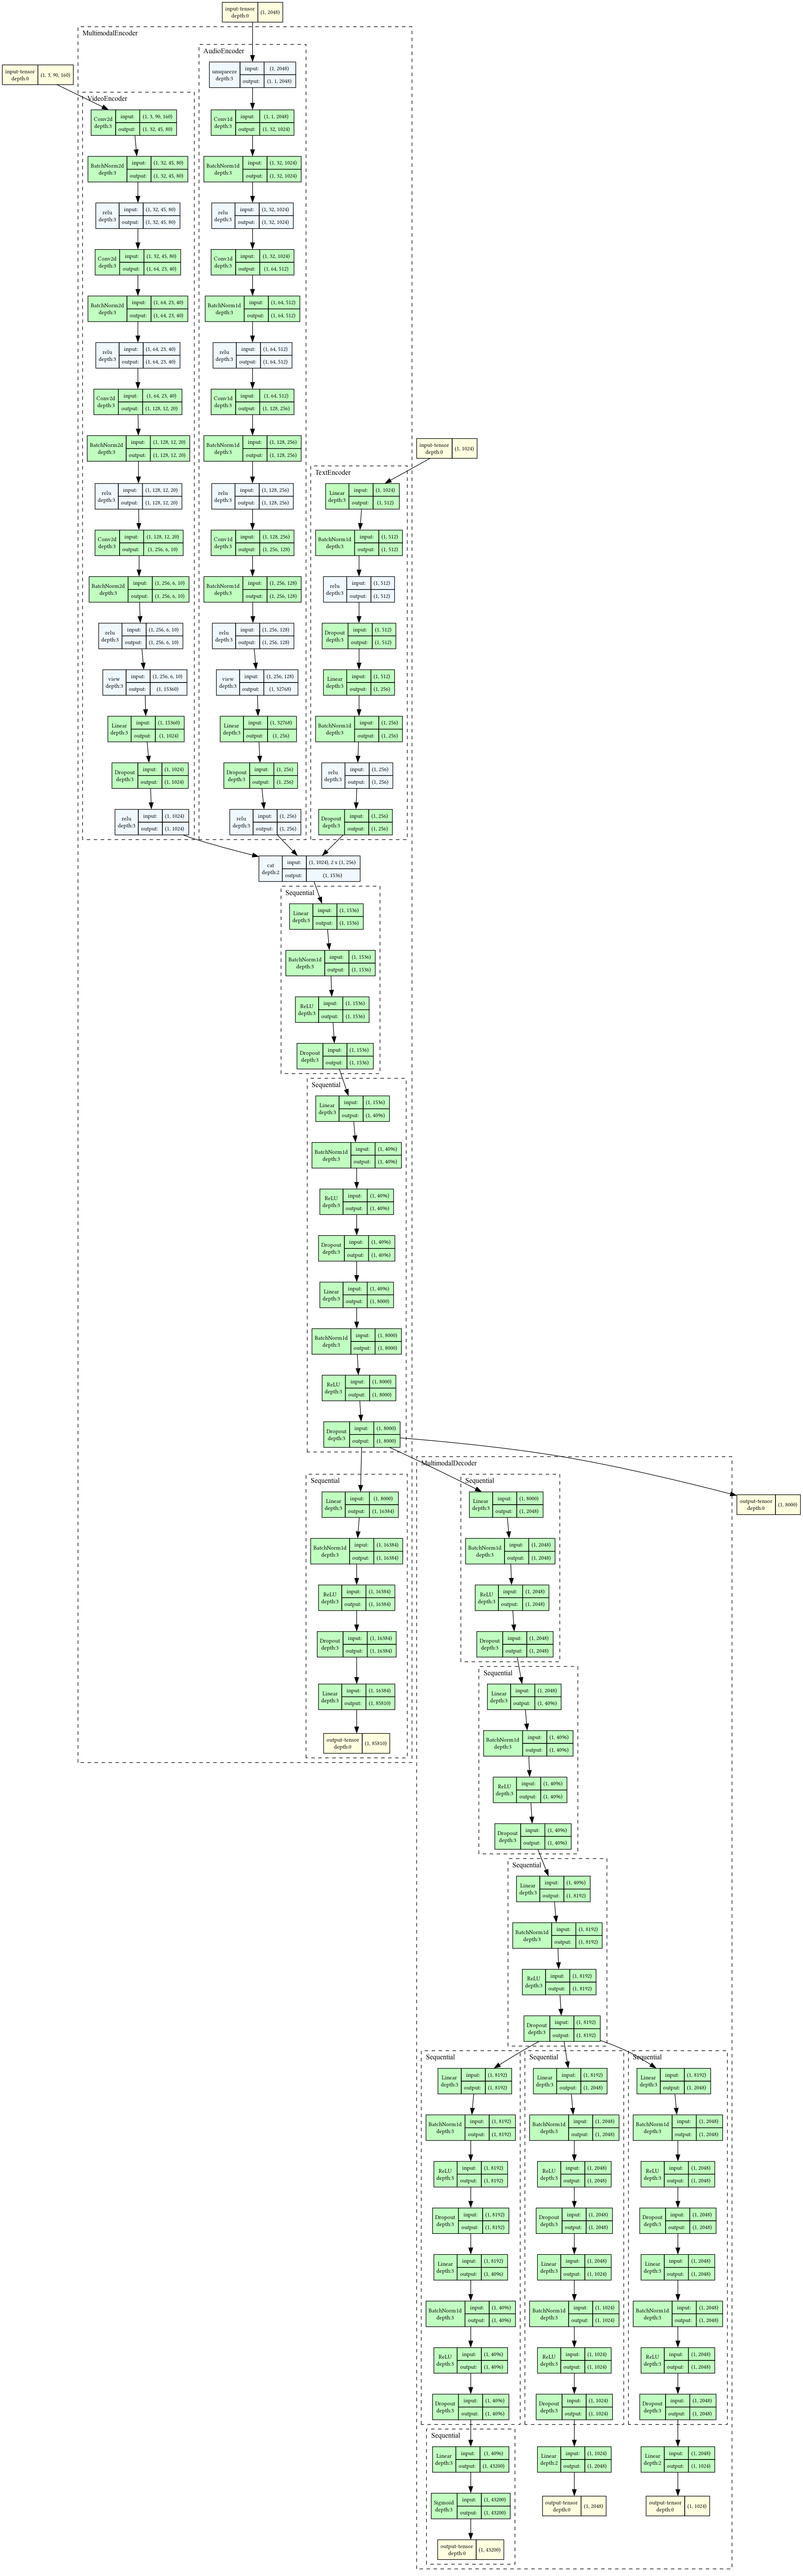 input-tensor
depth:0
(1, 2048)
MultimodalEncoder
input-tensor
depth:0
(1, 3, 90, 160)
VideoEncoder
Conv2d
depth:3
input: (1, 3, 90, 160)
output: (1, 32, 45, 80)
BatchNorm2d
depth:3
input: (1, 32, 45, 80)
output: (1, 32, 45, 80)
relu
depth:3
input: (1, 32, 45, 80)
output: (1, 32, 45, 80)
Conv2d
depth:3
input: (1, 32, 45, 80)
output: (1, 64, 23, 40)
BatchNorm2d
depth:3
input: (1, 64, 23, 40)
output: (1, 64, 23, 40)
relu
depth:3
input: (1, 64, 23, 40)
output: (1, 64, 23, 40)
Conv2d
depth:3
input: (1, 64, 23, 40)
output: (1, 128, 12, 20)
BatchNorm2d
depth:3
input: (1, 128, 12, 20)
output: (1, 128, 12, 20)
relu
depth:3
input: (1, 128, 12, 20)
output: (1, 128, 12, 20)
Conv2d
depth:3
input: (1, 128, 12, 20)
output: (1, 256, 6, 10)
BatchNorm2d
depth:3
input: (1, 256, 6, 10)
output: (1, 256, 6, 10)
relu
depth:3
input: (1, 256, 6, 10)
output: (1, 256, 6, 10)
view
depth:3
input: (1, 256, 6, 10)
output: (1, 15360)
Linear
depth:3
input: (1, 15360)
output: (1, 1024)
Dropout
depth:3
input: (1, 1024)
output: (1, 1024)
relu
depth:3
input: (1, 1024)
output: (1, 1024)
AudioEncoder
unsqueeze
depth:3
input: (1, 2048)
output: (1, 1, 2048)
Conv1d
depth:3
input: (1, 1, 2048)
output: (1, 32, 1024)
BatchNorm1d
depth:3
input: (1, 32, 1024)
output: (1, 32, 1024)
relu
depth:3
input: (1, 32, 1024)
output: (1, 32, 1024)
Conv1d
depth:3
input: (1, 32, 1024)
output: (1, 64, 512)
BatchNorm1d
depth:3
input: (1, 64, 512)
output: (1, 64, 512)
relu
depth:3
input: (1, 64, 512)
output: (1, 64, 512)
Conv1d
depth:3
input: (1, 64, 512)
output: (1, 128, 256)
BatchNorm1d
depth:3
input: (1, 128, 256)
output: (1, 128, 256)
relu
depth:3
input: (1, 128, 256)
output: (1, 128, 256)
Conv1d
depth:3
input: (1, 128, 256)
output: (1, 256, 128)
BatchNorm1d
depth:3
input: (1, 256, 128)
output: (1, 256, 128)
relu
depth:3
input: (1, 256, 128)
output: (1, 256, 128)
view
depth:3
input: (1, 256, 128)
output: (1, 32768)
Linear
depth:3
input: (1, 32768)
output: (1, 256)
Dropout
depth:3
input: (1, 256)
output: (1, 256)
relu
depth:3
input: (1, 256)
output: (1, 256)
input-tensor
depth:0
(1, 1024)
TextEncoder
Linear
depth:3
input: (1, 1024)
output: (1, 512)
BatchNorm1d
depth:3
input: (1, 512)
output: (1, 512)
relu
depth:3
input: (1, 512)
output: (1, 512)
Dropout
depth:3
input: (1, 512)
output: (1, 512)
Linear
depth:3
input: (1, 512)
output: (1, 256)
BatchNorm1d
depth:3
input: (1, 256)
output: (1, 256)
relu
depth:3
input: (1, 256)
output: (1, 256)
Dropout
depth:3
input: (1, 256)
output: (1, 256)
cat
depth:2
input: (1, 1024), 2 x (1, 256)
output: (1, 1536)
Sequential
Linear
depth:3
input: (1, 1536)
output: (1, 1536)
BatchNorm1d
depth:3
input: (1, 1536)
output: (1, 1536)
ReLU
depth:3
input: (1, 1536)
output: (1, 1536)
Dropout
depth:3
input: (1, 1536)
output: (1, 1536)
Sequential
Linear
depth:3
input: (1, 1536)
output: (1, 4096)
BatchNorm1d
depth:3
input: (1, 4096)
output: (1, 4096)
ReLU
depth:3
input: (1, 4096)
output: (1, 4096)
Dropout
depth:3
input: (1, 4096)
output: (1, 4096)
Linear
depth:3
input: (1, 4096)
output: (1, 8000)
BatchNorm1d
depth:3
input: (1, 8000)
output: (1, 8000)
ReLU
depth:3
input: (1, 8000)
output: (1, 8000)
Dropout
depth:3
input: (1, 8000)
output: (1, 8000)
Sequential
Linear
depth:3
input: (1, 8000)
output: (1, 16384)
BatchNorm1d
depth:3
input: (1, 16384)
output: (1, 16384)
ReLU
depth:3
input: (1, 16384)
output: (1, 16384)
Dropout
depth:3
input: (1, 16384)
output: (1, 16384)
Linear
depth:3
input: (1, 16384)
output: (1, 85810)
output-tensor
depth:0
(1, 85810)
MultimodalDecoder
output-tensor
depth:0
(1, 8000)
Sequential
Linear
depth:3
input: (1, 8000)
output: (1, 2048)
BatchNorm1d
depth:3
input: (1, 2048)
output: (1, 2048)
ReLU
depth:3
input: (1, 2048)
output: (1, 2048)
Dropout
depth:3
input: (1, 2048)
output: (1, 2048)
Sequential
Linear
depth:3
input: (1, 2048)
output: (1, 4096)
BatchNorm1d
depth:3
input: (1, 4096)
output: (1, 4096)
ReLU
depth:3
input: (1, 4096)
output: (1, 4096)
Dropout
depth:3
input: (1, 4096)
output: (1, 4096)
Sequential
Linear
depth:3
input: (1, 4096)
output: (1, 8192)
BatchNorm1d
depth:3
input: (1, 8192)
output: (1, 8192)
ReLU
depth:3
input: (1, 8192)
output: (1, 8192)
Dropout
depth:3
input: (1, 8192)
output: (1, 8192)
Sequential
Linear
depth:3
input: (1, 8192)
output: (1, 8192)
BatchNorm1d
depth:3
input: (1, 8192)
output: (1, 8192)
ReLU
depth:3
input: (1, 8192)
output: (1, 8192)
Dropout
depth:3
input: (1, 8192)
output: (1, 8192)
Linear
depth:3
input: (1, 8192)
output: (1, 4096)
BatchNorm1d
depth:3
input: (1, 4096)
output: (1, 4096)
ReLU
depth:3
input: (1, 4096)
output: (1, 4096)
Dropout
depth:3
input: (1, 4096)
output: (1, 4096)
Sequential
Linear
depth:3
input: (1, 4096)
output: (1, 43200)
Sigmoid
depth:3
input: (1, 43200)
output: (1, 43200)
output-tensor
depth:0
(1, 43200)
Sequential
Linear
depth:3
input: (1, 8192)
output: (1, 2048)
BatchNorm1d
depth:3
input: (1, 2048)
output: (1, 2048)
ReLU
depth:3
input: (1, 2048)
output: (1, 2048)
Dropout
depth:3
input: (1, 2048)
output: (1, 2048)
Linear
depth:3
input: (1, 2048)
output: (1, 1024)
BatchNorm1d
depth:3
input: (1, 1024)
output: (1, 1024)
ReLU
depth:3
input: (1, 1024)
output: (1, 1024)
Dropout
depth:3
input: (1, 1024)
output: (1, 1024)
Linear
depth:2
input: (1, 1024)
output: (1, 2048)
output-tensor
depth:0
(1, 2048)
Sequential
Linear
depth:3
input: (1, 8192)
output: (1, 2048)
BatchNorm1d
depth:3
input: (1, 2048)
output: (1, 2048)
ReLU
depth:3
input: (1, 2048)
output: (1, 2048)
Dropout
depth:3
input: (1, 2048)
output: (1, 2048)
Linear
depth:3
input: (1, 2048)
output: (1, 2048)
BatchNorm1d
depth:3
input: (1, 2048)
output: (1, 2048)
ReLU
depth:3
input: (1, 2048)
output: (1, 2048)
Dropout
depth:3
input: (1, 2048)
output: (1, 2048)
Linear
depth:2
input: (1, 2048)
output: (1, 1024)
output-tensor
depth:0
(1, 1024)